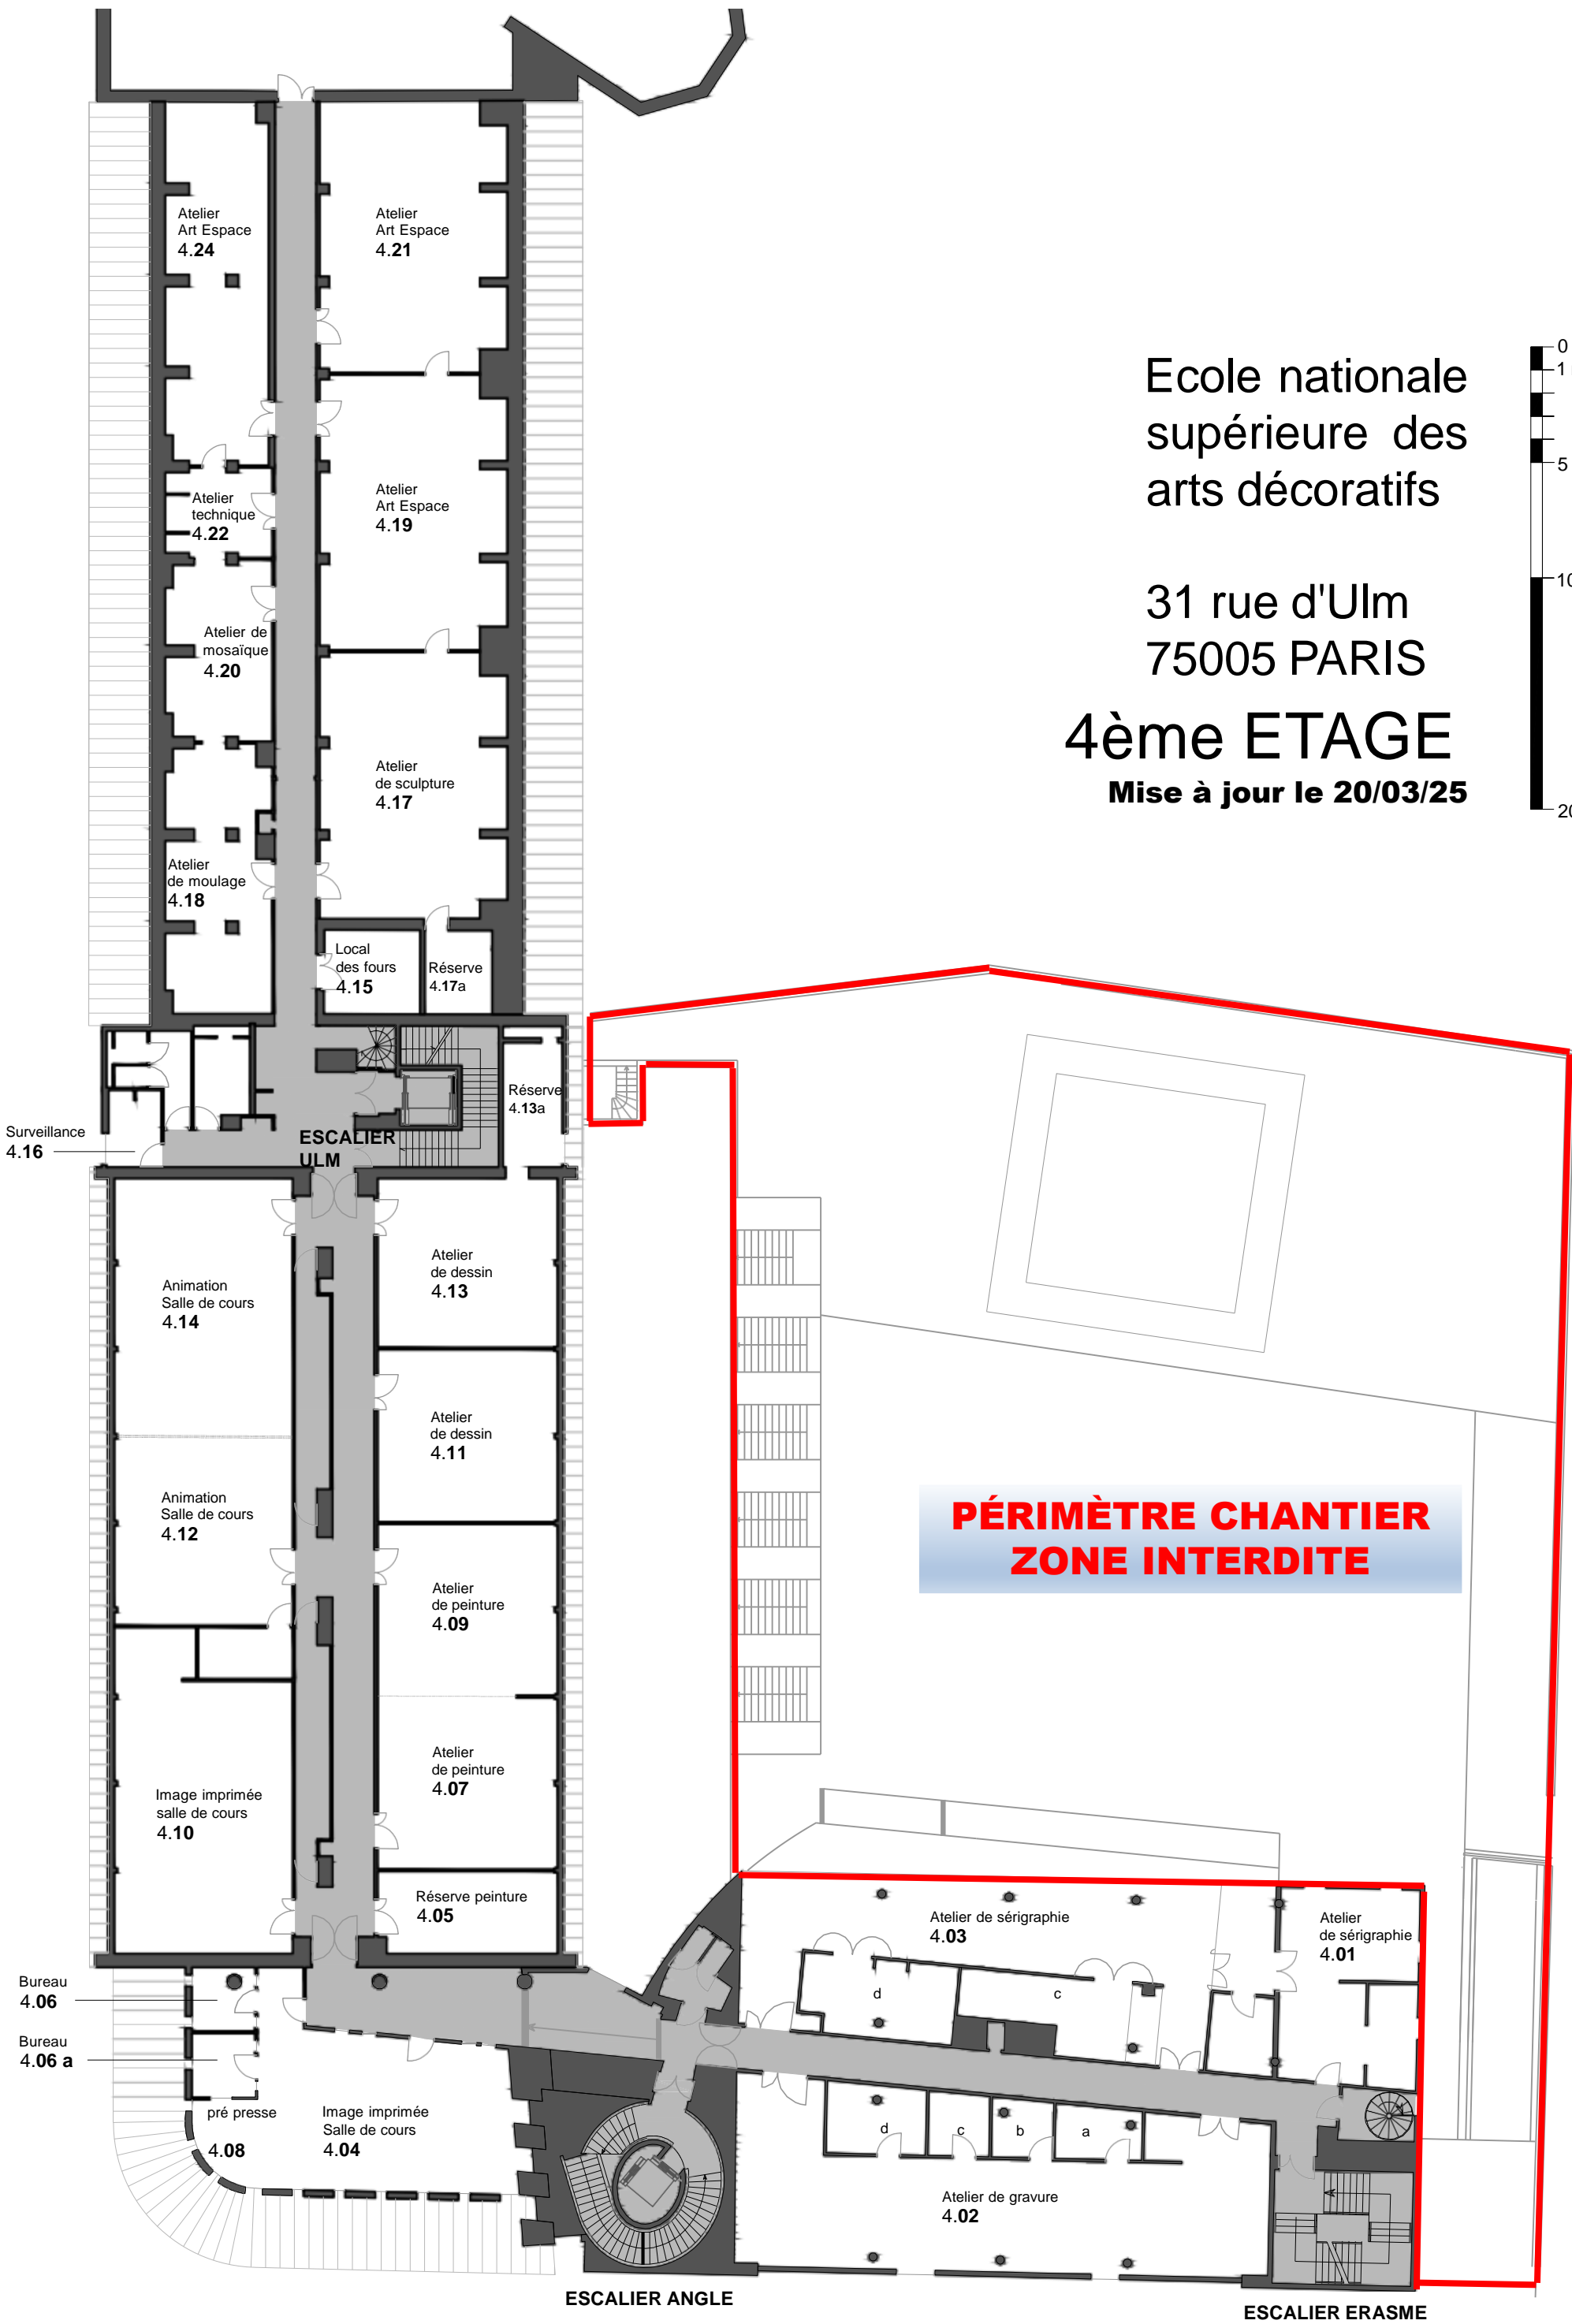 Atelier
Art Espace
4.24
Atelier
Art Espace
4.21
Ecole nationale
supérieure des
arts décoratifs
31 rue d'Ulm
75005 PARIS
4ème ETAGE
Mise à jour le 20/03/25
0
1
5
10
20
Atelier
technique
4.22
Atelier
Art Espace
4.19
Atelier de
mosaïque
4.20
Atelier
de sculpture
4.17
Atelier
de moulage
4.18
Local
des fours
4.15
Réserve
4.17a
Réserve
4.13a
Surveillance
4.16
ESCALIER
ULM
Animation
Salle de cours
4.14
Atelier
de dessin
4.13
Atelier
de dessin
4.11
Animation
Salle de cours
4.12
PÉRIMÈTRE CHANTIER
ZONE INTERDITE
Atelier
de peinture
4.09
Atelier
de peinture
4.07
Image imprimée
salle de cours
4.10
Réserve peinture
4.05
Atelier de sérigraphie
4.03
Atelier
de sérigraphie
4.01
d
c
Bureau
4.06
Bureau
4.06 a
pré presse
4.08
Image imprimée
Salle de cours
4.04
d
c
b
a
Atelier de gravure
4.02
ESCALIER ANGLE
ESCALIER ERASME